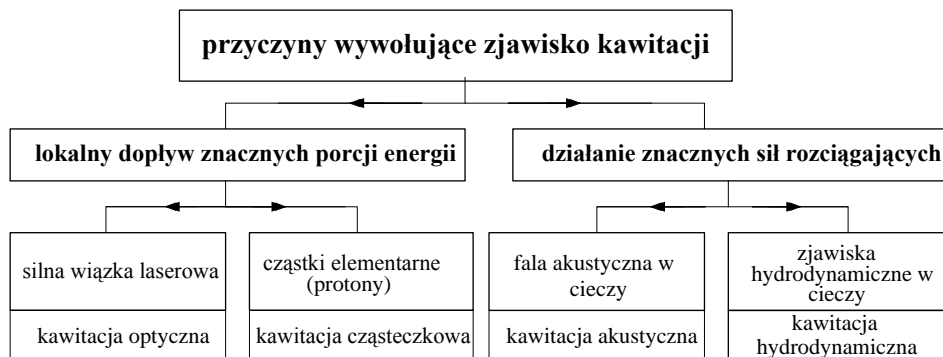 przyczyny wywołujące zjawisko kawitacji
lokalny dopływ znacznych porcji energii
działanie znacznych sił rozciągających
silna wiązka laserowa
cząstki elementarne
(protony)
fala akustyczna w
cieczy
zjawiska
hydrodynamiczne w
cieczy
kawitacja optyczna
kawitacja cząsteczkowa
kawitacja akustyczna
kawitacja
hydrodynamiczna